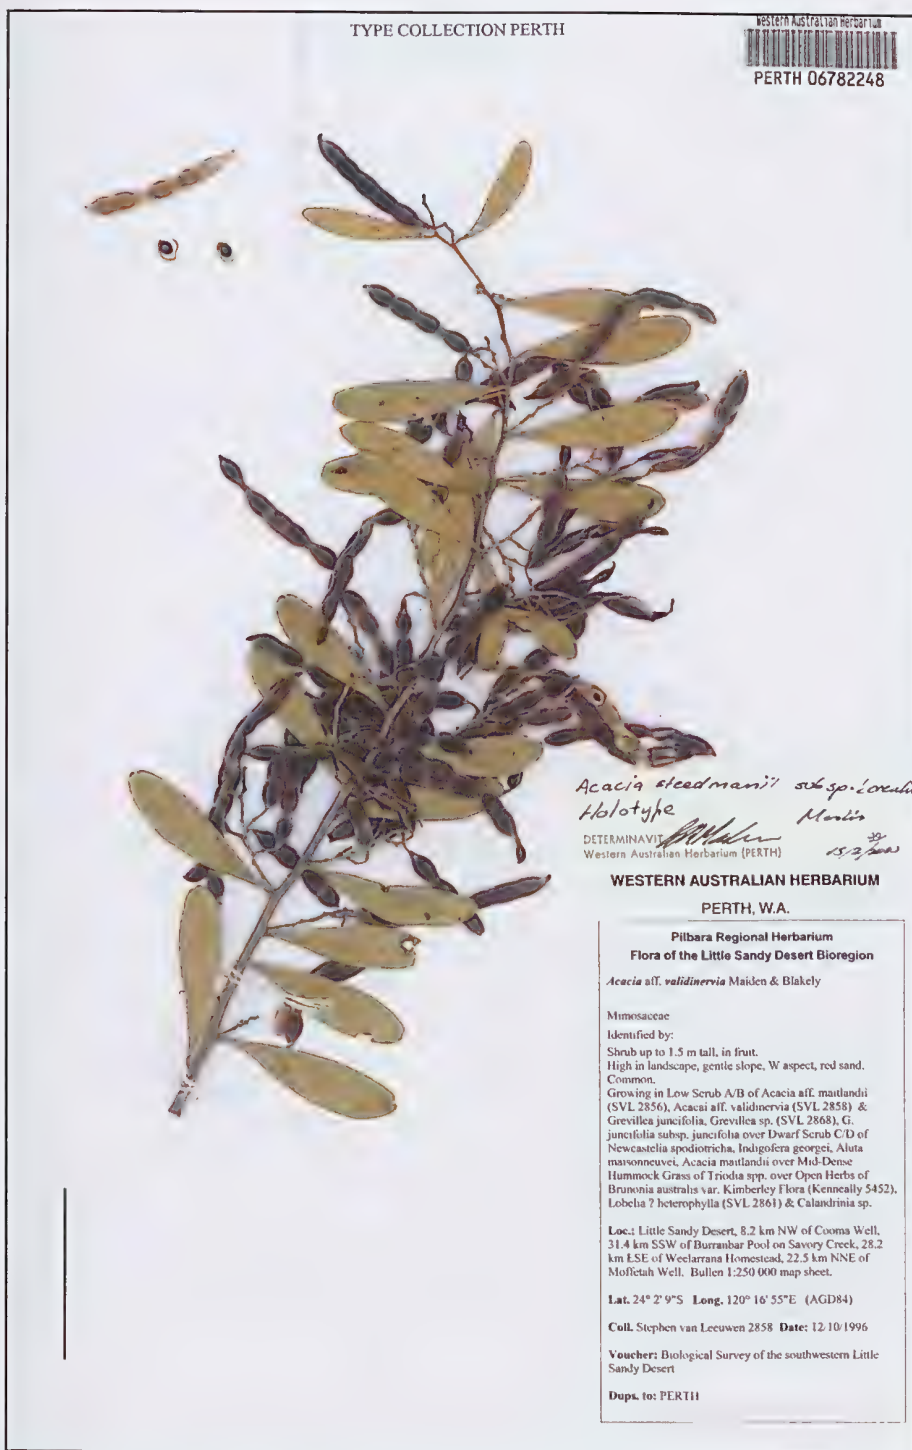 TYPE COLLECTION PERTH
Western Australian Herbarium
PERTH 06782248
Acacia steedmanii subsp.
Holotype Maslin
DETERMINAVIT
Western Australian Herbarium (PERTH)
WESTERN AUSTRALIAN HERBARIUM
PERTH, W.A.
Pilbara Regional Herbarium
Flora of the Little Sandy Desert Bioregion
Acacia aff. validinervia Maiden & Blakely
Mimosaceae
Identified by:
Shrub up to 1.5 m tall, in fruit.
High in landscape, gentle slope, W aspect, red sand.
Common.
Growing in Low Scrub A/B of Acacia aff. maitlandii
(SVL 2856), Acacai aff. validinervia (SVL 2858) &
Grevillea juncifolia, Grevillea sp. (SVL 2868), G.
juncifolia subsp. juncifolia over Dwarf Scrub C/D of
Newcastelia spodiotricha, Indigofera georgei, Aluta
maisonneuvei, Acacia maitlandii over Mid-Dense
Hummock Grass of Triodia spp. over Open Herbs of
Brunonia australis var. Kimberley Flora (Kenneally 5452),
Lobelia ? heterophylla (SVL 2861) & Calandrinia sp.
Loc.: Little Sandy Desert, 8.2 km NW of Cooma Well,
31.4 km SSW of Burranbar Pool on Savory Creek, 28.2
km ESE of Weelarrana Homestead, 22.5 km NNE of
Moffetah Well. Bullen 1:250 000 map sheet.
Lat. 24° 2' 9"S Long. 120° 16' 55"E (AGD84)
Coll. Stephen van Leeuwen 2858 Date: 12/10/1996
Voucher: Biological Survey of the southwestern Little
Sandy Desert
Dups. to: PERTH